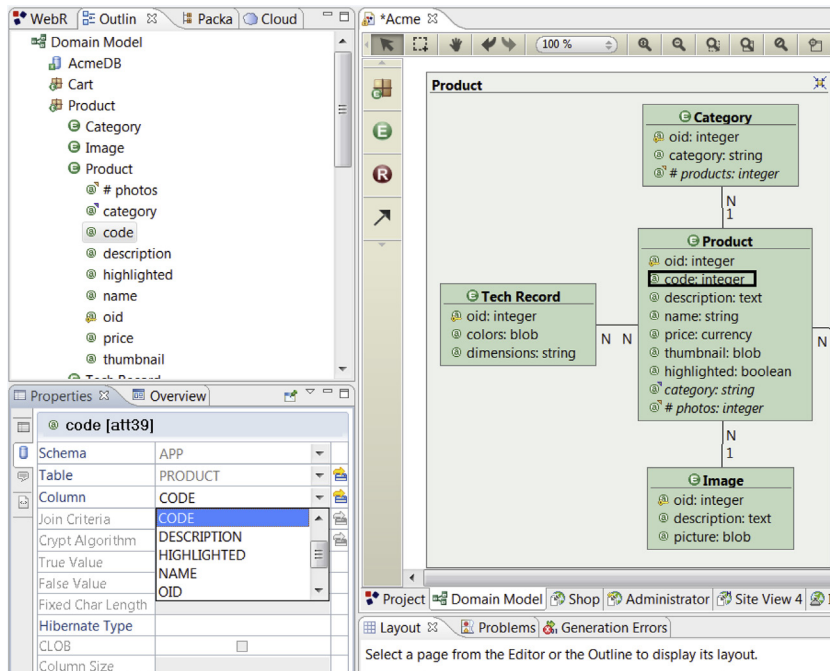 WebR Outlin Packa Cloud
Domain Model
AcmeDB
Cart
Product
Category
Image
Product
# photos
category
code
description
highlighted
name
oid
price
thumbnail
Tech Record
Properties Overview
code [att39]
Schema APP
Table PRODUCT
Column CODE
Join Criteria
Crypt Algorithm
True Value
False Value
Fixed Char Length
Hibernate Type
CLOB
Column Size
CODE
DESCRIPTION
HIGHLIGHTED
NAME
OID
*Acme
100 %
Product
Category
oid: integer
category: string
# products: integer
N
1
Product
oid: integer
code: integer
description: text
name: string
price: currency
thumbnail: blob
highlighted: boolean
category: string
# photos: integer
Tech Record
oid: integer
colors: blob
dimensions: string
N N
N
N
1
Image
oid: integer
description: text
picture: blob
Project Domain Model Shop Administrator Site View 4
Layout Problems Generation Errors
Select a page from the Editor or the Outline to display its layout.